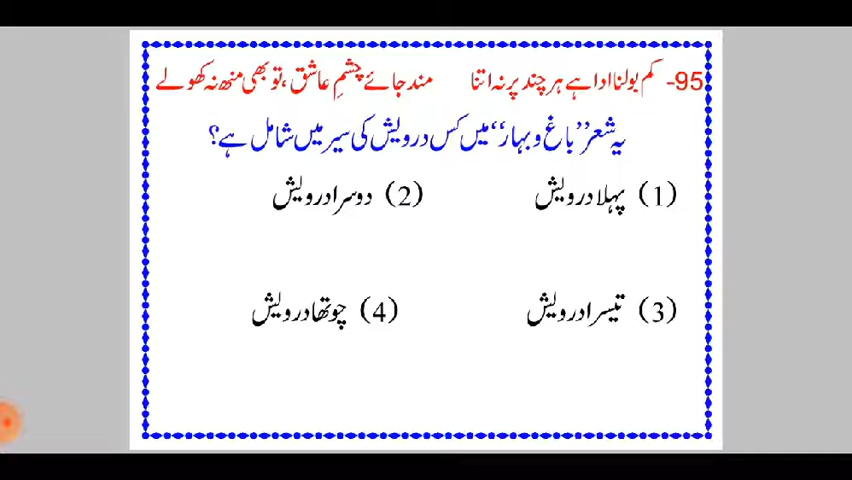 95- کم بولنا ادا ہے ہر چند پر نہ اتنا مند جائے چشمِ عاشق، تو بھی منھ نہ کھولے
یہ شعر ’’باغ و بہار‘‘ میں کس درویش کی سیر میں شامل ہے؟
(1) پہلا درویش (2) دوسرا درویش
(3) تیسرا درویش (4) چوتھا درویش